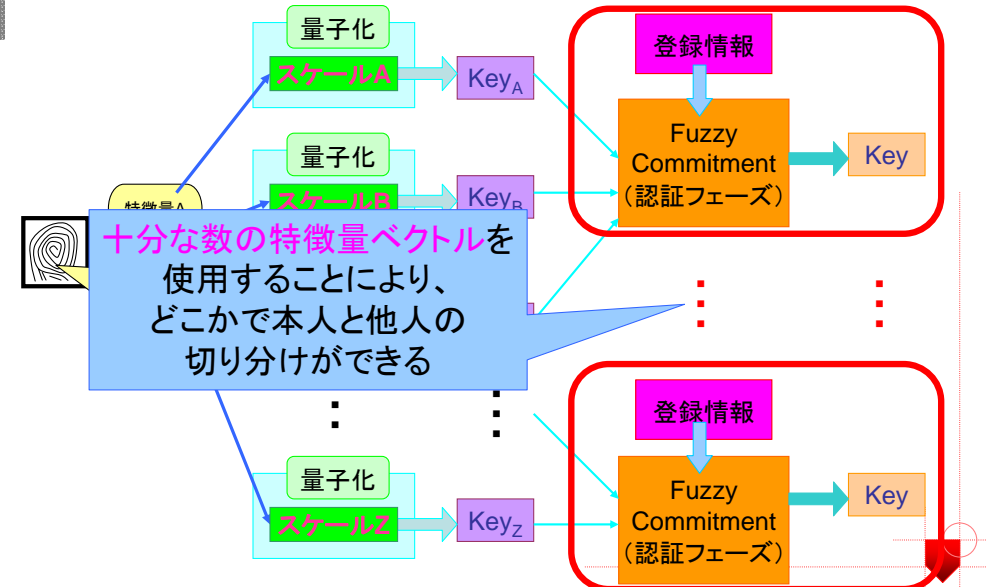 量子化
スケールA
Key_A
登録情報
Fuzzy
Commitment
(認証フェーズ)
Key
量子化
スケールB
Key_B
特徴量A
十分な数の特徴量ベクトルを
使用することにより、
どこかで本人と他人の
切り分けができる
量子化
スケールZ
Key_Z
登録情報
Fuzzy
Commitment
(認証フェーズ)
Key